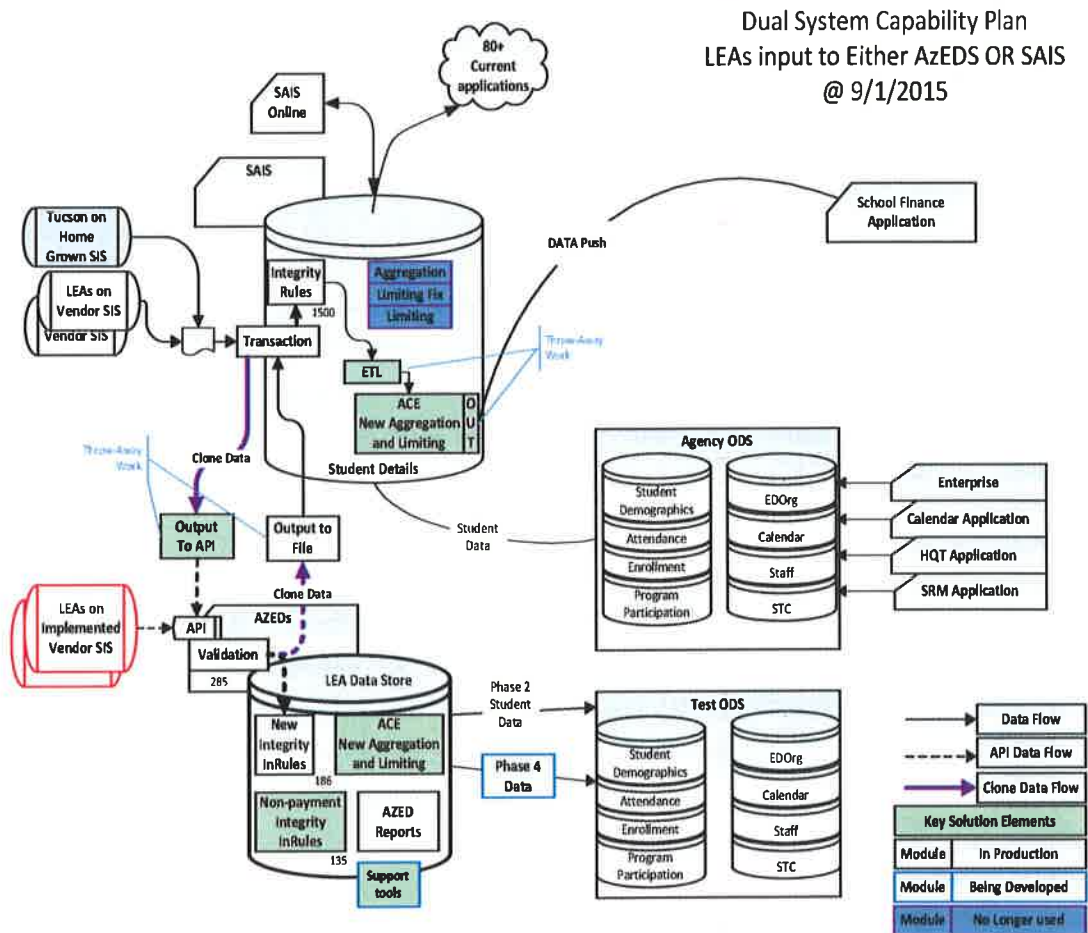 Dual System Capability Plan
LEAs input to Either AzEDS OR SAIS
@ 9/1/2015
80+
Current
applications
SAIS
Online
SAIS
School Finance
Application
Tucson on
Home
Grown SIS
DATA Push
LEAs on
Vendor SIS
Vendor SIS
Integrity
Rules
1500
Aggregation
Limiting Fix
Limiting
Transaction
Throw-Away
Work
ETL
ACE
New Aggregation
and Limiting
O
U
T
Student Details
Throw-Away
Work
Clone Data
Output
To API
Output to
File
Student
Data
Agency ODS
Student
Demographics
Attendance
Enrollment
Program
Participation
EDOrg
Calendar
Staff
STC
Enterprise
Calendar Application
HQT Application
SRM Application
Clone Data
LEAs on
Implemented
Vendor SIS
API
AZEDs
Validation
285
LEA Data Store
New
Integrity
InRules
186
ACE
New Aggregation
and Limiting
Non-payment
Integrity
InRules
135
AZED
Reports
Support
tools
Phase 2
Student
Data
Phase 4
Data
Test ODS
Student
Demographics
Attendance
Enrollment
Program
Participation
EDOrg
Calendar
Staff
STC
Data Flow
API Data Flow
Clone Data Flow
Key Solution Elements
Module In Production
Module Being Developed
Module No Longer used